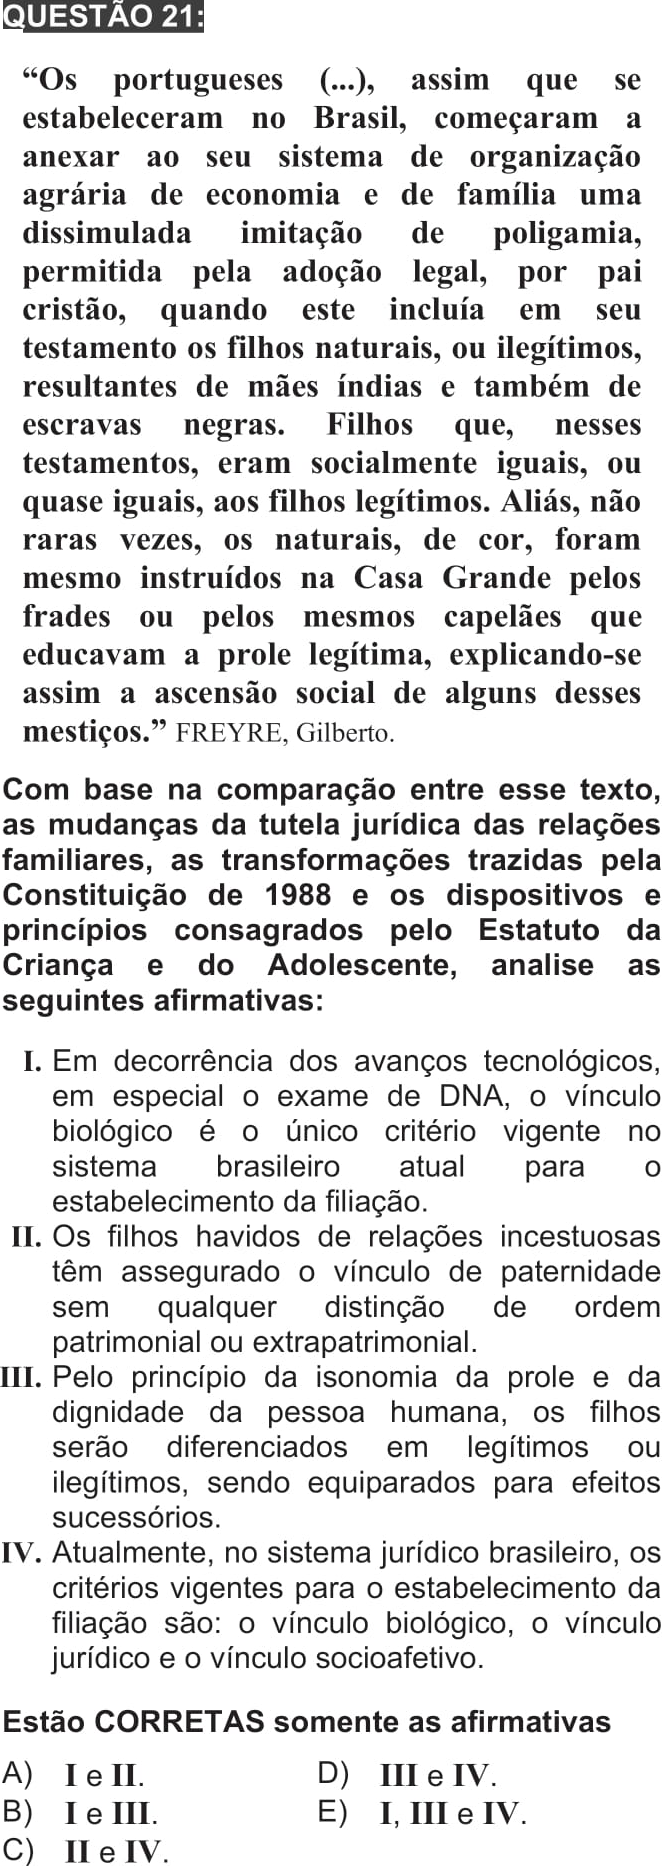 QUESTÃO 21:
“Os portugueses (...), assim que se
estabeleceram no Brasil, começaram a
anexar ao seu sistema de organização
agrária de economia e de família uma
dissimulada imitação de poligamia,
permitida pela adoção legal, por pai
cristão, quando este incluía em seu
testamento os filhos naturais, ou ilegítimos,
resultantes de mães índias e também de
escravas negras. Filhos que, nesses
testamentos, eram socialmente iguais, ou
quase iguais, aos filhos legítimos. Aliás, não
raras vezes, os naturais, de cor, foram
mesmo instruídos na Casa Grande pelos
frades ou pelos mesmos capelães que
educavam a prole legítima, explicando-se
assim a ascensão social de alguns desses
mestiços.” FREYRE, Gilberto.
Com base na comparação entre esse texto,
as mudanças da tutela jurídica das relações
familiares, as transformações trazidas pela
Constituição de 1988 e os dispositivos e
princípios consagrados pelo Estatuto da
Criança e do Adolescente, analise as
seguintes afirmativas:
I. Em decorrência dos avanços tecnológicos,
em especial o exame de DNA, o vínculo
biológico é o único critério vigente no
sistema brasileiro atual para o
estabelecimento da filiação.
II. Os filhos havidos de relações incestuosas
têm assegurado o vínculo de paternidade
sem qualquer distinção de ordem
patrimonial ou extrapatrimonial.
III. Pelo princípio da isonomia da prole e da
dignidade da pessoa humana, os filhos
serão diferenciados em legítimos ou
ilegítimos, sendo equiparados para efeitos
sucessórios.
IV. Atualmente, no sistema jurídico brasileiro, os
critérios vigentes para o estabelecimento da
filiação são: o vínculo biológico, o vínculo
jurídico e o vínculo socioafetivo.
Estão CORRETAS somente as afirmativas
A) I e II.
B) I e III.
C) II e IV.
D) III e IV.
E) I, III e IV.